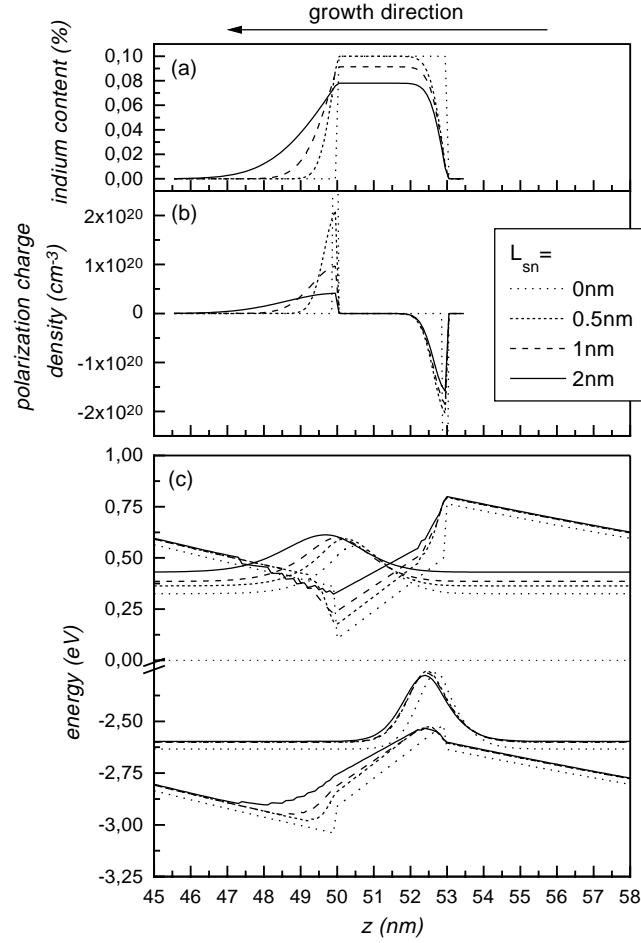 growth direction
indium content (%)
0,10
0,08
0,06
0,04
0,02
0,00
(a)
polarization charge
density (cm-3)
2x10²⁰
1x10²⁰
0
-1x10²⁰
-2x10²⁰
(b)
L_sn=
0nm
0.5nm
1nm
2nm
energy (eV)
1,00
0,75
0,50
0,25
0,00
-2,50
-2,75
-3,00
-3,25
(c)
45 46 47 48 49 50 51 52 53 54 55 56 57 58
z (nm)